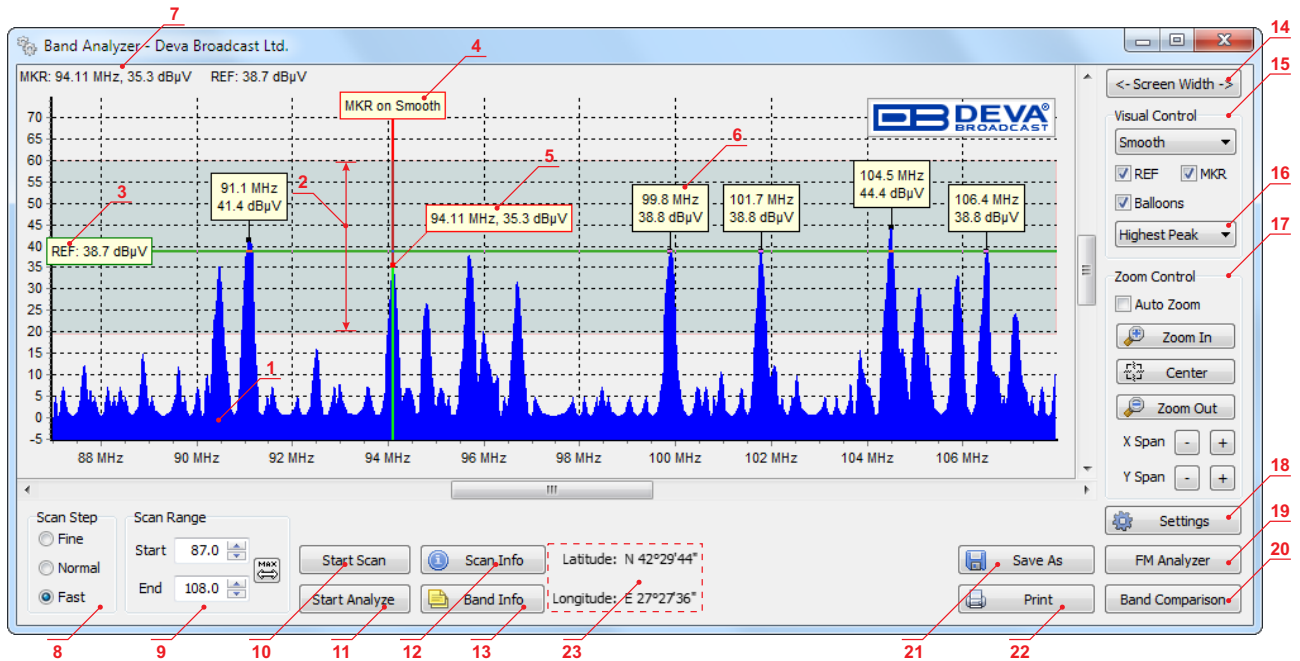 7
14
Band Analyzer - Deva Broadcast Ltd.
4
15
MKR: 94.11 MHz, 35.3 dBµV REF: 38.7 dBµV
<- Screen Width ->
MKR on Smooth
DEVA
BROADCAST
Visual Control
Smooth
REF
MKR
Balloons
16
Highest Peak
17
70
65
60
55
50
45
40
35
30
25
20
15
10
5
0
-5
3
2
5
6
1
REF: 38.7 dBµV
91.1 MHz
41.4 dBµV
94.11 MHz, 35.3 dBµV
99.8 MHz
38.8 dBµV
101.7 MHz
38.8 dBµV
104.5 MHz
44.4 dBµV
106.4 MHz
38.8 dBµV
88 MHz
90 MHz
92 MHz
94 MHz
96 MHz
98 MHz
100 MHz
102 MHz
104 MHz
106 MHz
Zoom Control
Auto Zoom
Zoom In
Center
Zoom Out
X Span - +
Y Span - +
18
Settings
19
FM Analyzer
20
Band Comparison
Scan Step
Fine
Normal
Fast
Scan Range
Start 87.0
End 108.0
MAX
Start Scan
Start Analyze
Scan Info
Band Info
Latitude: N 42°29'44"
Longitude: E 27°27'36"
Save As
Print
8
9
10
11
12
13
23
21
22